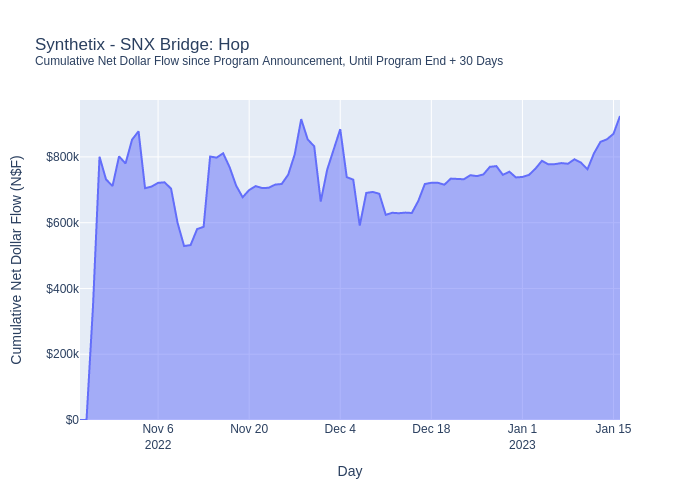 Synthetix - SNX Bridge: Hop
Cumulative Net Dollar Flow since Program Announcement, Until Program End + 30 Days
Cumulative Net Dollar Flow (N$F)
$800k
$600k
$400k
$200k
$0
Nov 6
2022
Nov 20
Dec 4
Dec 18
Jan 1
2023
Jan 15
Day